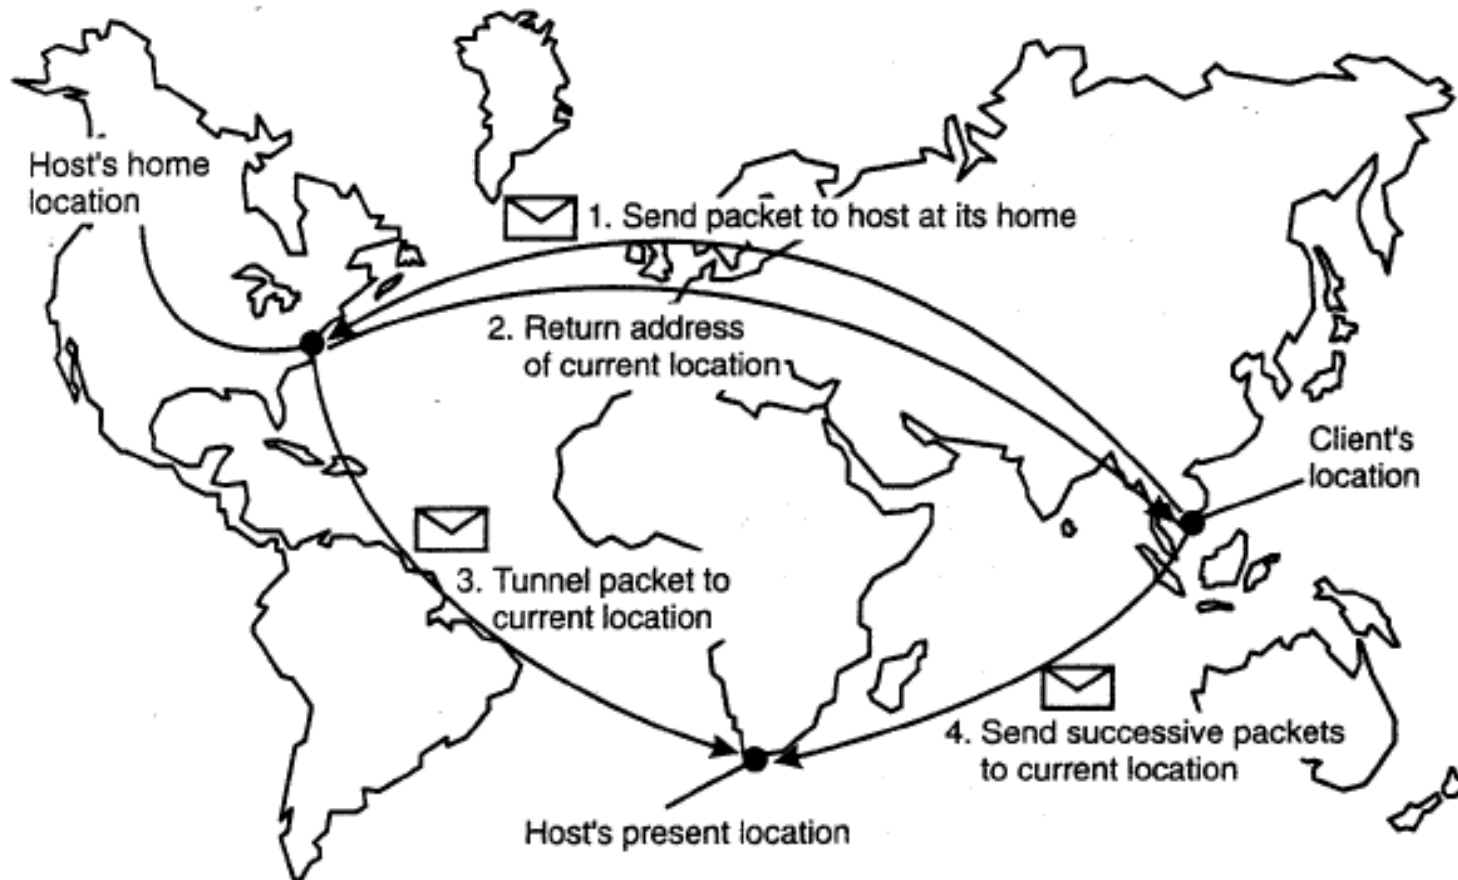 Host's home
location
1. Send packet to host at its home
2. Return address
of current location
Client's
location
3. Tunnel packet to
current location
4. Send successive packets
to current location
Host's present location